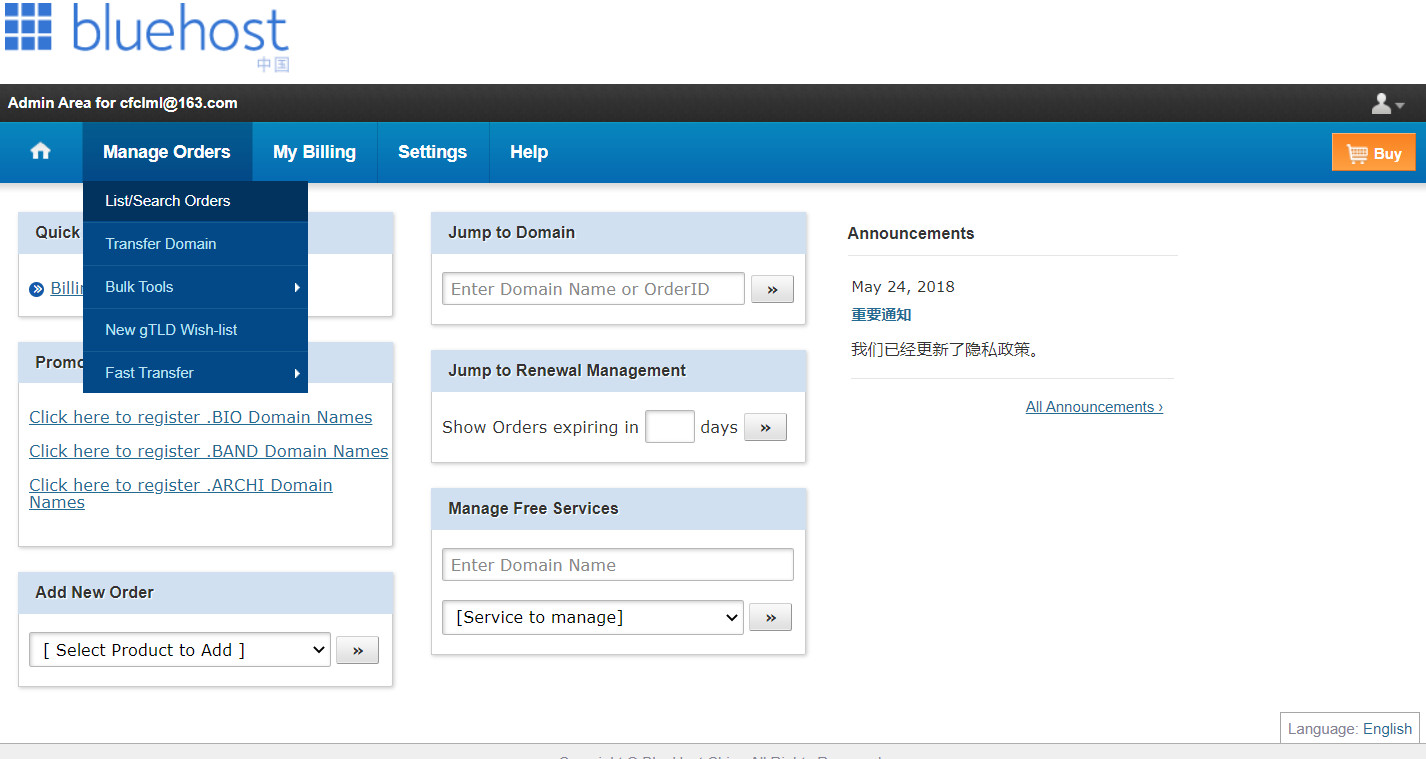 bluehost
中国
Admin Area for cfclml@163.com
Manage Orders
My Billing
Settings
Help
Buy
List/Search Orders
Transfer Domain
Bulk Tools
New gTLD Wish-list
Fast Transfer
Quick
Promo
Click here to register .BIO Domain Names
Click here to register .BAND Domain Names
Click here to register .ARCHI Domain
Names
Add New Order
[ Select Product to Add ]
»
Jump to Domain
Enter Domain Name or OrderID
»
Jump to Renewal Management
Show Orders expiring in
days
»
Manage Free Services
Enter Domain Name
[Service to manage]
»
Announcements
May 24, 2018
重要通知
我们已经更新了隐私政策。
All Announcements ›
Language: English